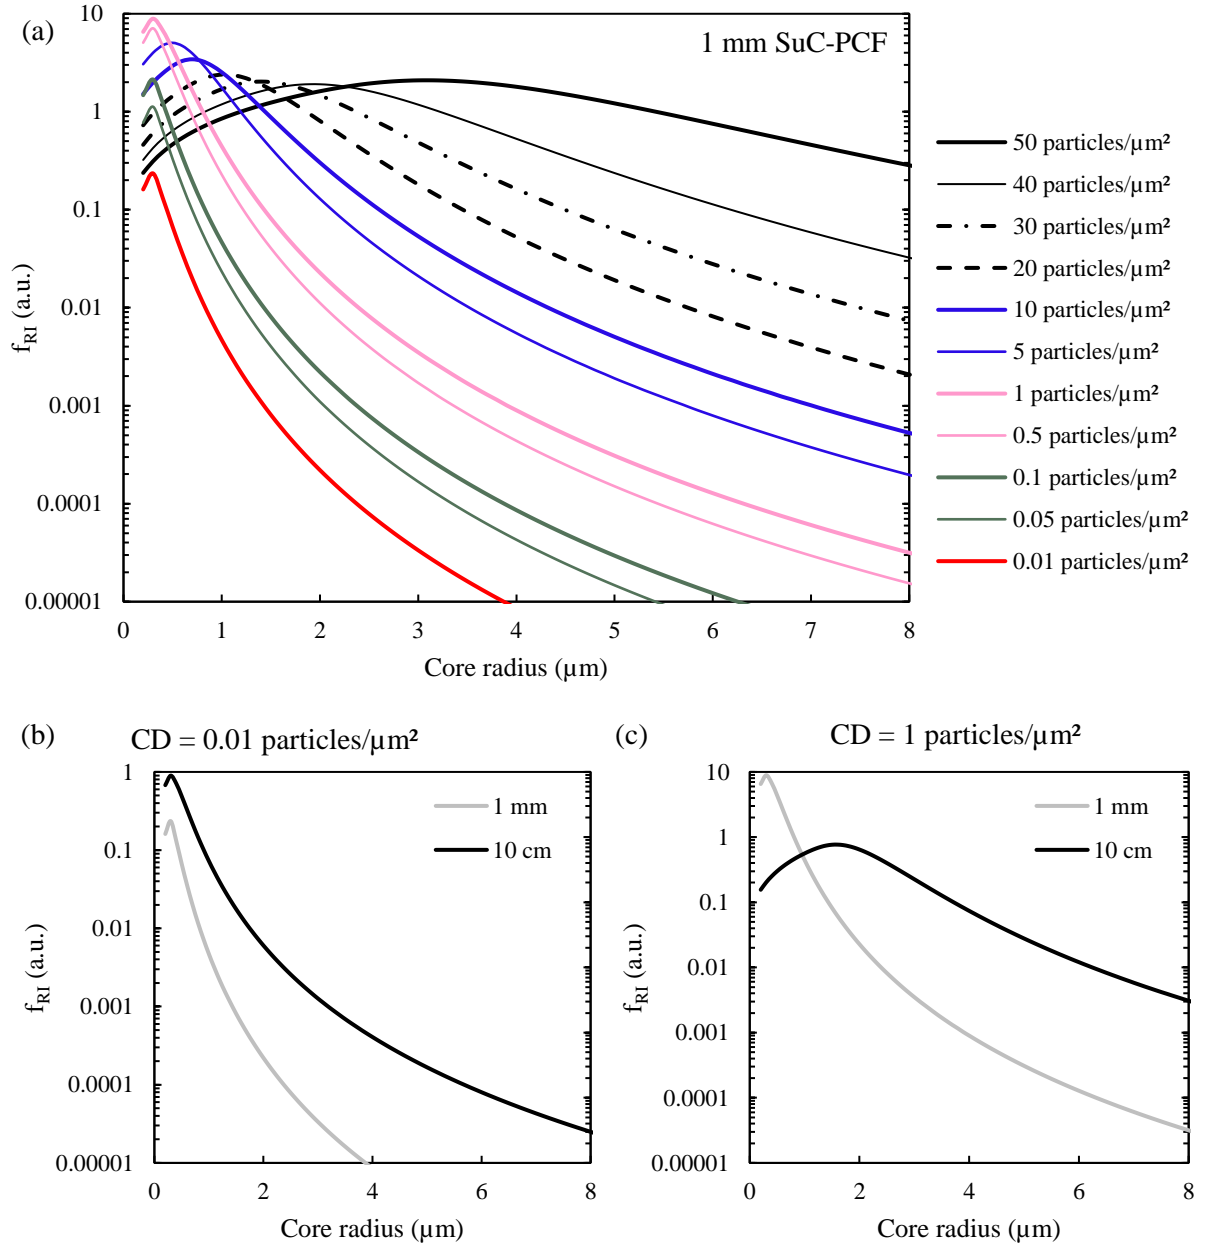 (a)
1 mm SuC-PCF
10
1
0.1
0.01
0.001
0.0001
0.00001
f_RI (a.u.)
0 1 2 3 4 5 6 7 8
Core radius (µm)
50 particles/µm²
40 particles/µm²
30 particles/µm²
20 particles/µm²
10 particles/µm²
5 particles/µm²
1 particles/µm²
0.5 particles/µm²
0.1 particles/µm²
0.05 particles/µm²
0.01 particles/µm²
(b)
CD = 0.01 particles/µm²
1
0.1
0.01
0.001
0.0001
0.00001
f_RI (a.u.)
1 mm
10 cm
0 2 4 6 8
Core radius (µm)
(c)
CD = 1 particles/µm²
10
1
0.1
0.01
0.001
0.0001
0.00001
f_RI (a.u.)
1 mm
10 cm
0 2 4 6 8
Core radius (µm)